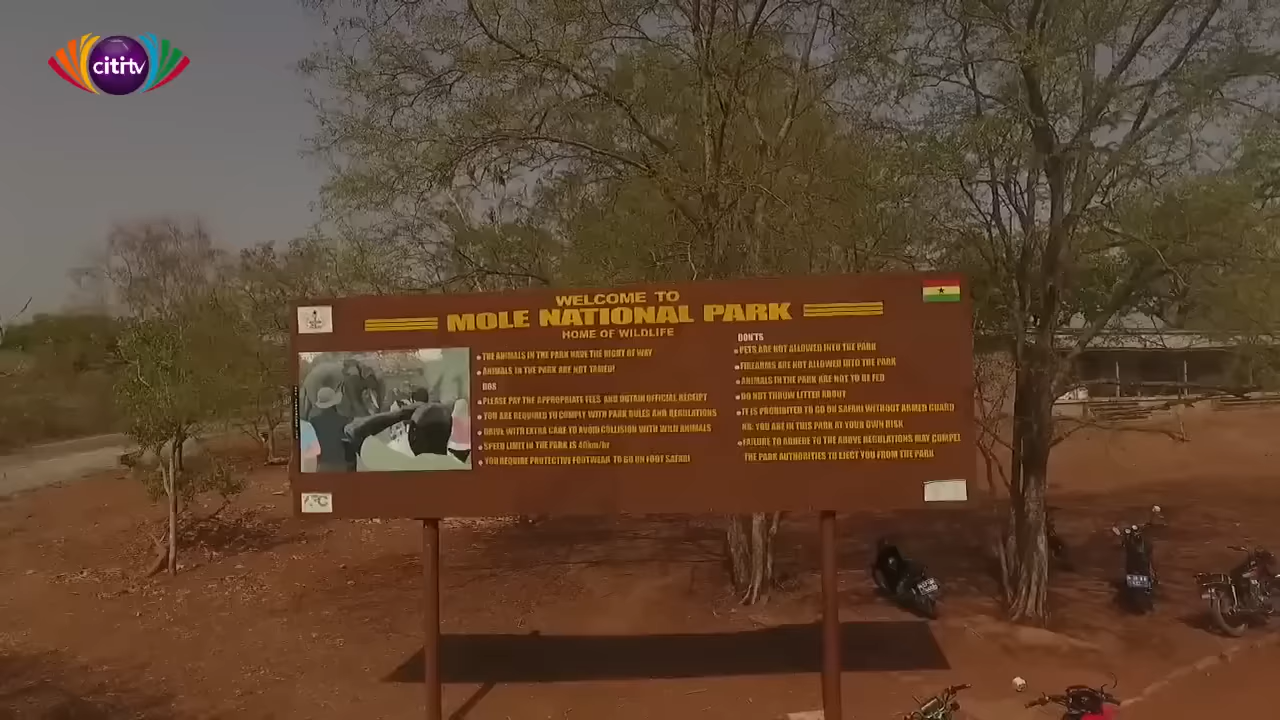 cititv
WELCOME TO
MOLE NATIONAL PARK
HOME OF WILDLIFE
THE ANIMALS IN THE PARK HAVE THE RIGHT OF WAY
ANIMALS IN THE PARK ARE NOT TAMED!
DOS
PLEASE PAY THE APPROPRIATE FEES AND OBTAIN OFFICIAL RECEIPT
YOU ARE REQUIRED TO COMPLY WITH PARK RULES AND REGULATIONS
DRIVE WITH EXTRA CARE TO AVOID COLLISION WITH WILD ANIMALS
SPEED LIMIT IN THE PARK IS 40km/hr
YOU REQUIRE PROTECTIVE FOOTWEAR TO GO ON FOOT SAFARI
DON'TS
PETS ARE NOT ALLOWED INTO THE PARK
FIREARMS ARE NOT ALLOWED INTO THE PARK
ANIMALS IN THE PARK ARE NOT TO BE FED
DO NOT THROW LITTER ABOUT
IT IS PROHIBITED TO GO ON SAFARI WITHOUT ARMED GUARD
NB: YOU ARE IN THIS PARK AT YOUR OWN RISK
FAILURE TO ADHERE TO THE ABOVE REGULATIONS MAY COMPEL
THE PARK AUTHORITIES TO EJECT YOU FROM THE PARK